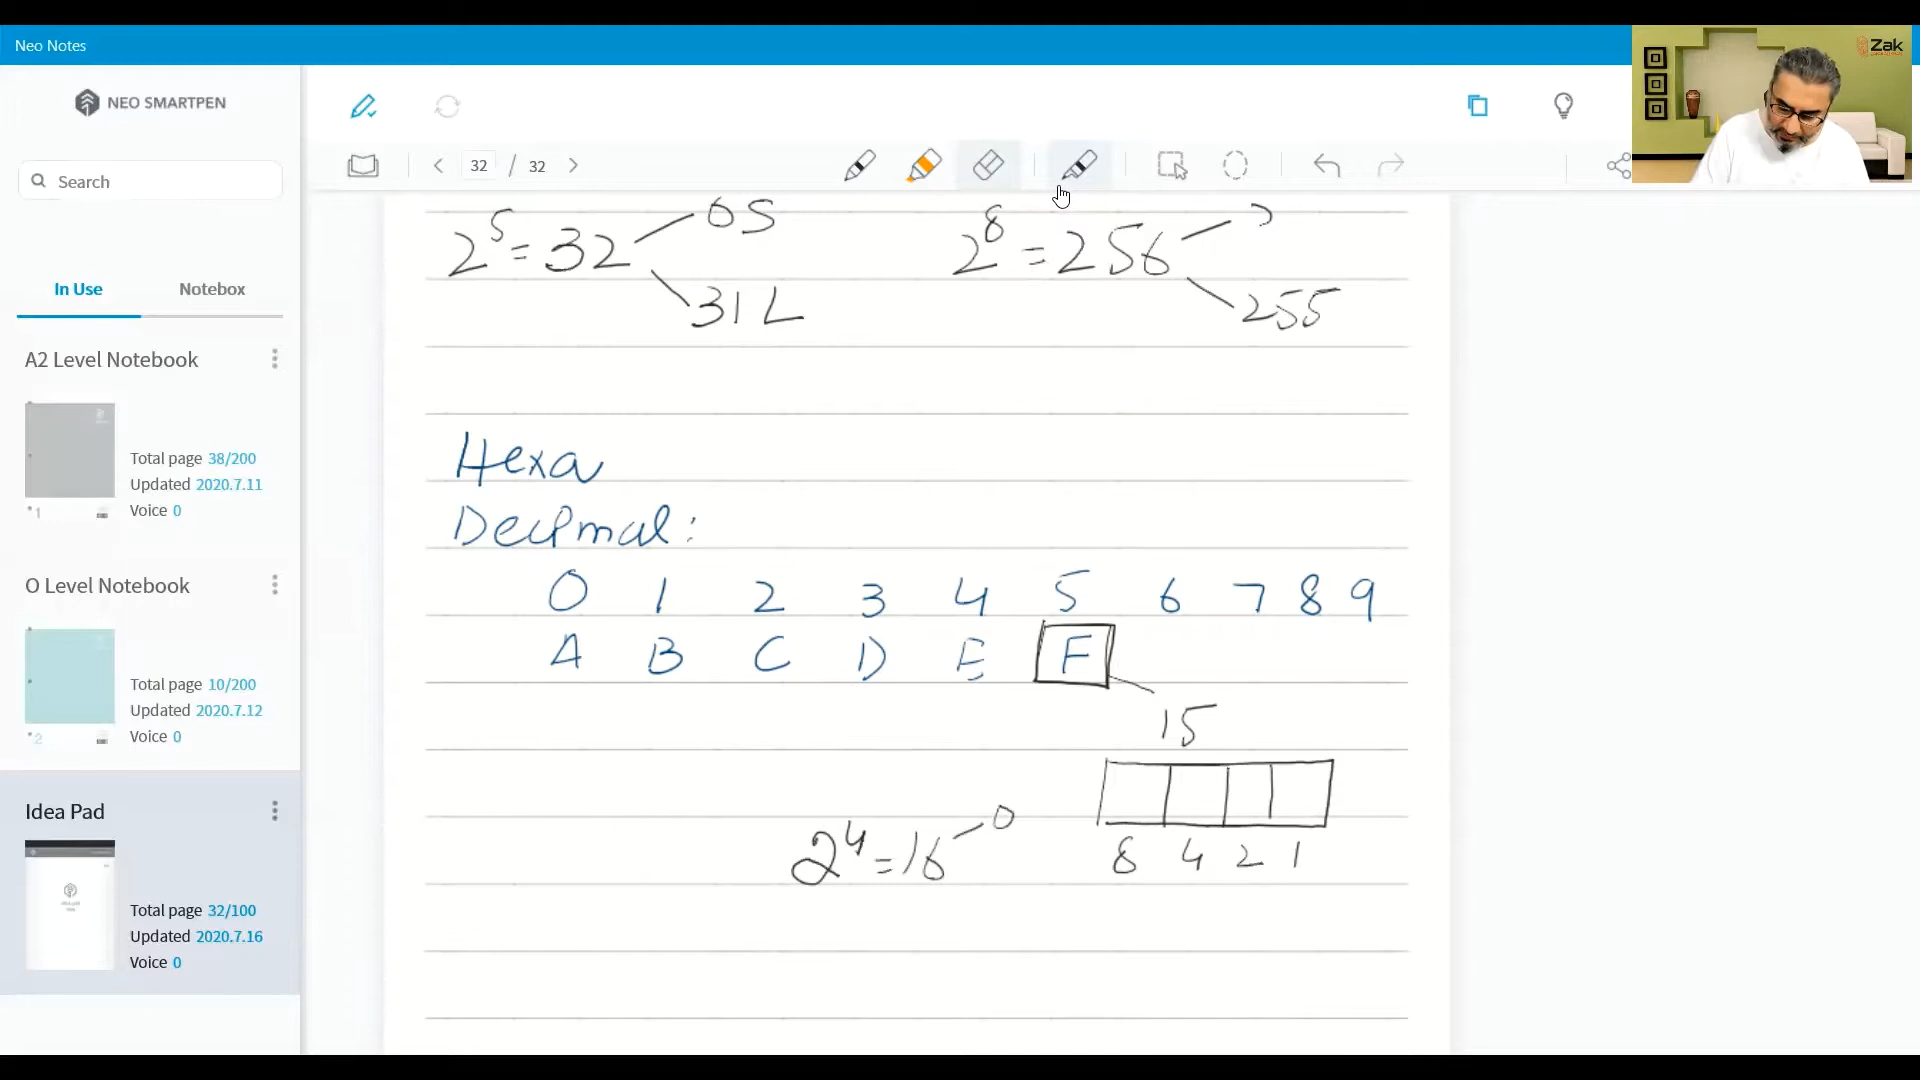 Neo Notes
Zak
NEO SMARTPEN
Search
32 / 32
In Use Notebox
A2 Level Notebook
Total page 38/200
Updated 2020.7.11
Voice 0
1
O Level Notebook
Total page 10/200
Updated 2020.7.12
Voice 0
2
Idea Pad
Total page 32/100
Updated 2020.7.16
Voice 0
2^5 = 32 0S
31 L
2^8 = 256
255
Hexa
Decimal:
0 1 2 3 4 5 6 7 8 9
A B C D E F
15
2^4 = 16 0
8 4 2 1